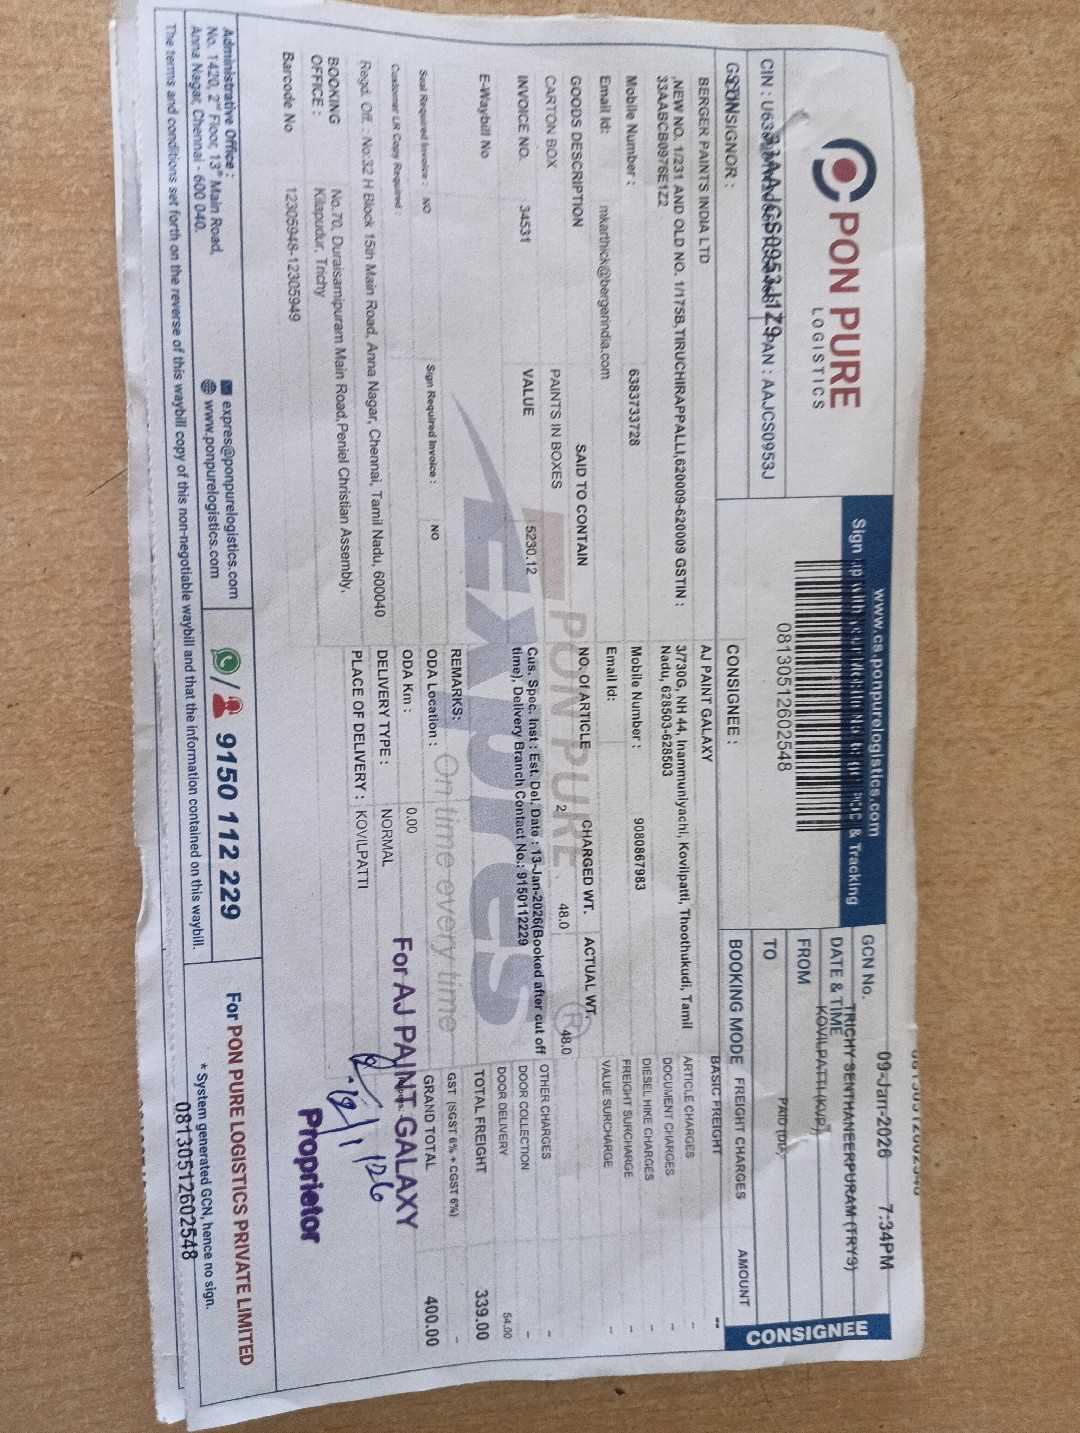 PON PURE
LOGISTICS
www.cs.ponpurelogistics.com
Sign up with your & Tracking
GCN No.
DATE & TIME 09-Jan-2026 7:34PM
FROM TRICHY SENTHANEERPURAM (TRY3)
TO KOVILPATTI (KVP)
CONSIGNEE
PAN : AAJCS0953J
08130512602548
BOOKING MODE
FREIGHT CHARGES AMOUNT
CONSIGNOR :
BERGER PAINTS INDIA LTD
,NEW NO. 1/231 AND OLD NO. 1/175B,TIRUCHIRAPPALLI,620009-620009 GSTIN :
33AABCB0976E1Z2
Mobile Number : 6383733728
Email Id: mkarthick@bergerindia.com
CONSIGNEE :
AJ PAINT GALAXY
3/730G, NH 44, Inammuniyachi, Kovilpatti, Thoothukudi, Tamil
Nadu, 628503-628503
Mobile Number : 9080867983
Email Id:
GOODS DESCRIPTION SAID TO CONTAIN NO. Of ARTICLE CHARGED WT. ACTUAL WT.
CARTON BOX PAINTS IN BOXES 2 48.0 48.0
INVOICE NO. 34531 VALUE 5230.12
Cus. Spec. Inst : Est. Del. Date : 13-Jan-2026(Booked after cut off
time), Delivery Branch Contact No.: 9150112229
E-Waybill No
REMARKS:
Seal Required Invoice : NO Sign Required Invoice : NO
ODA Location :
Customer LR Copy Required :
ODA Km : 0.00
Regd. Off. : No:32 H Block 15th Main Road, Anna Nagar, Chennai, Tamil Nadu, 600040
DELIVERY TYPE : NORMAL
BOOKING OFFICE : No.70, Duraisamipuram Main Road,Peniel Christian Assembly,
Kilapudur, Trichy
PLACE OF DELIVERY : KOVILPATTI
Barcode No 12305948-12305949
BASIC FREIGHT --
ARTICLE CHARGES -
DOCUMENT CHARGES -
DIESEL HIKE CHARGES -
FREIGHT SURCHARGE -
VALUE SURCHARGE -
OTHER CHARGES -
DOOR COLLECTION -
DOOR DELIVERY 54.00
TOTAL FREIGHT 339.00
GST (SGST 6% + CGST 6%) -
GRAND TOTAL 400.00
PON PURE
EXpres
®
On time every time
For AJ PAINT GALAXY
Proprietor
Administrative Office :
No. 1420, 2nd Floor, 13th Main Road,
Anna Nagar, Chennai - 600 040.
expres@ponpurelogistics.com
www.ponpurelogistics.com
9150 112 229
For PON PURE LOGISTICS PRIVATE LIMITED
* System generated GCN, hence no sign.
08130512602548
The terms and conditions set forth on the reverse of this waybill copy of this non-negotiable waybill and that the information contained on this waybill.